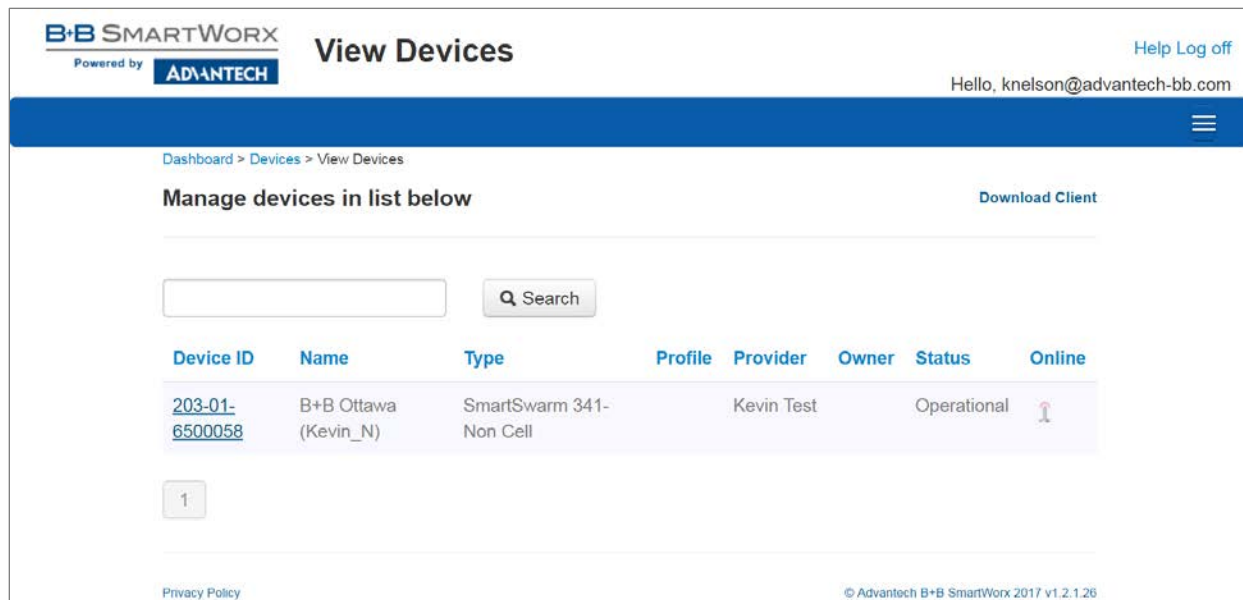 B+B SMARTWORX
Powered by ADVANTECH
View Devices
Help Log off
Hello, knelson@advantech-bb.com
Dashboard > Devices > View Devices
Manage devices in list below
Download Client
Search
Device ID Name Type Profile Provider Owner Status Online
203-01- B+B Ottawa SmartSwarm 341- Kevin Test Operational
6500058 (Kevin_N) Non Cell
1
Privacy Policy
© Advantech B+B SmartWorx 2017 v1.2.1.26